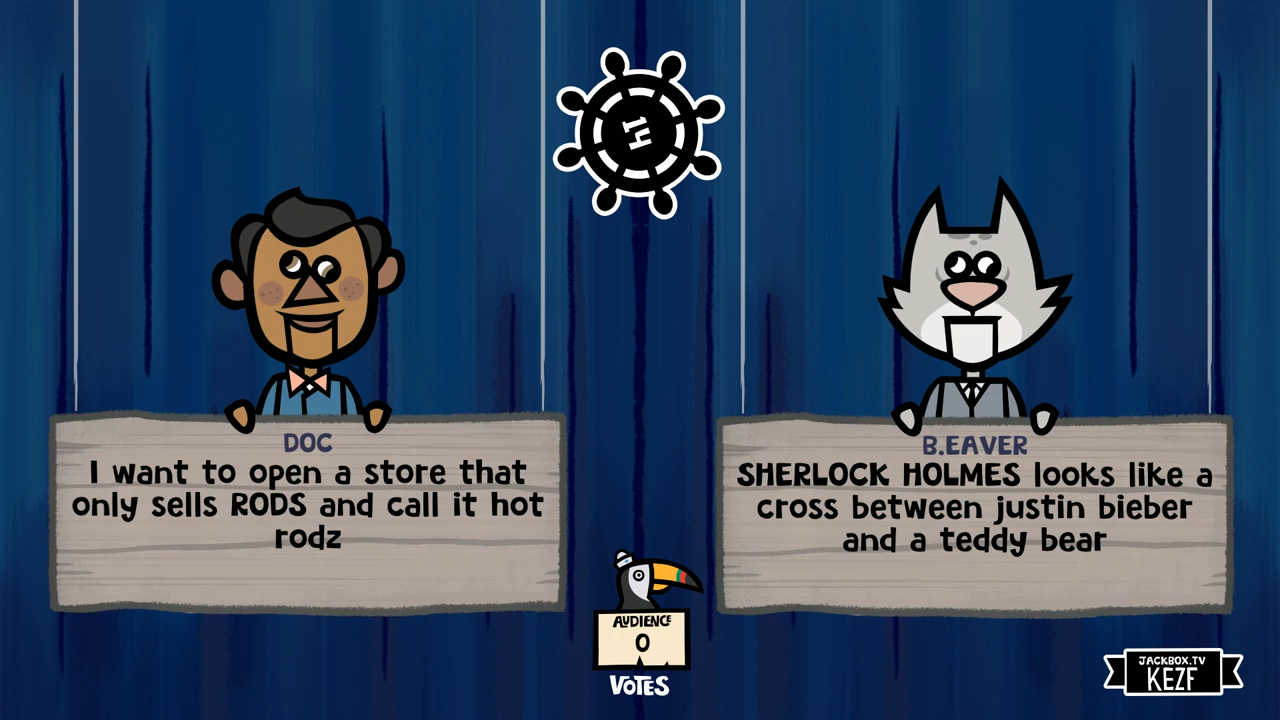 DOC
I want to open a store that
only sells RODS and call it hot
rodz
B.EAVER
SHERLOCK HOLMES looks like a
cross between justin bieber
and a teddy bear
AUDIENCE
0
VOTES
JACKBOX.TV
KEZF